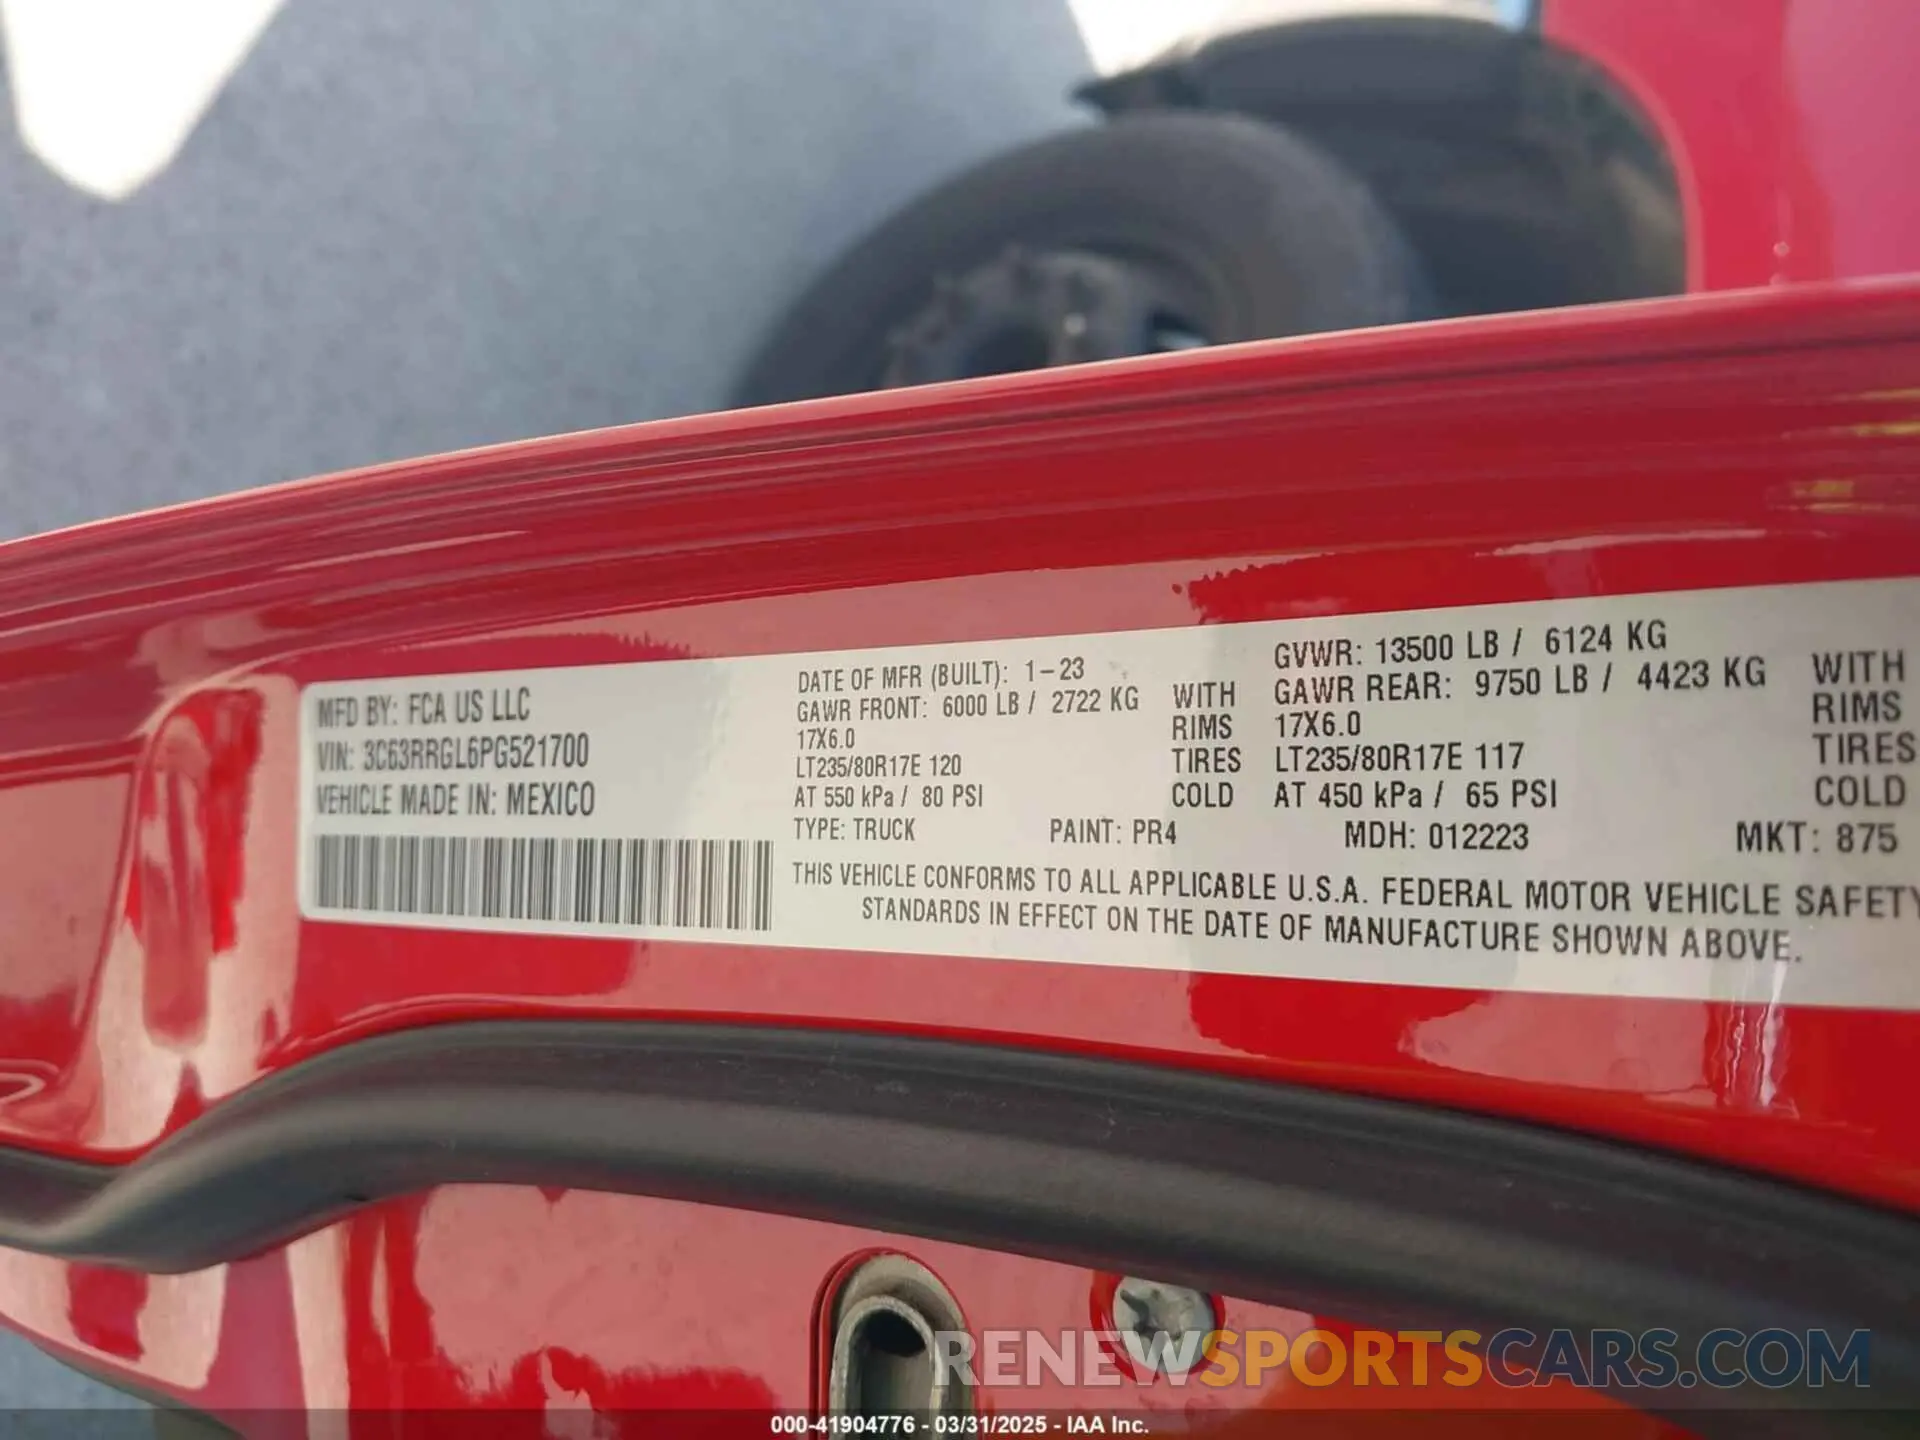 MFD BY: FCA US LLC
VIN: 3C63RRGL6PG521700
VEHICLE MADE IN: MEXICO
DATE OF MFR (BUILT): 1-23
GAWR FRONT: 6000 LB / 2722 KG WITH
17X6.0 RIMS
LT235/80R17E 120 TIRES
AT 550 kPa / 80 PSI COLD
GVWR: 13500 LB / 6124 KG
GAWR REAR: 9750 LB / 4423 KG WITH
17X6.0 RIMS
LT235/80R17E 117 TIRES
AT 450 kPa / 65 PSI COLD
TYPE: TRUCK PAINT: PR4 MDH: 012223 MKT: 875
THIS VEHICLE CONFORMS TO ALL APPLICABLE U.S.A. FEDERAL MOTOR VEHICLE SAFETY
STANDARDS IN EFFECT ON THE DATE OF MANUFACTURE SHOWN ABOVE.
RENEWSPORTSCARS.COM
000-41904776 - 03/31/2025 - IAA Inc.